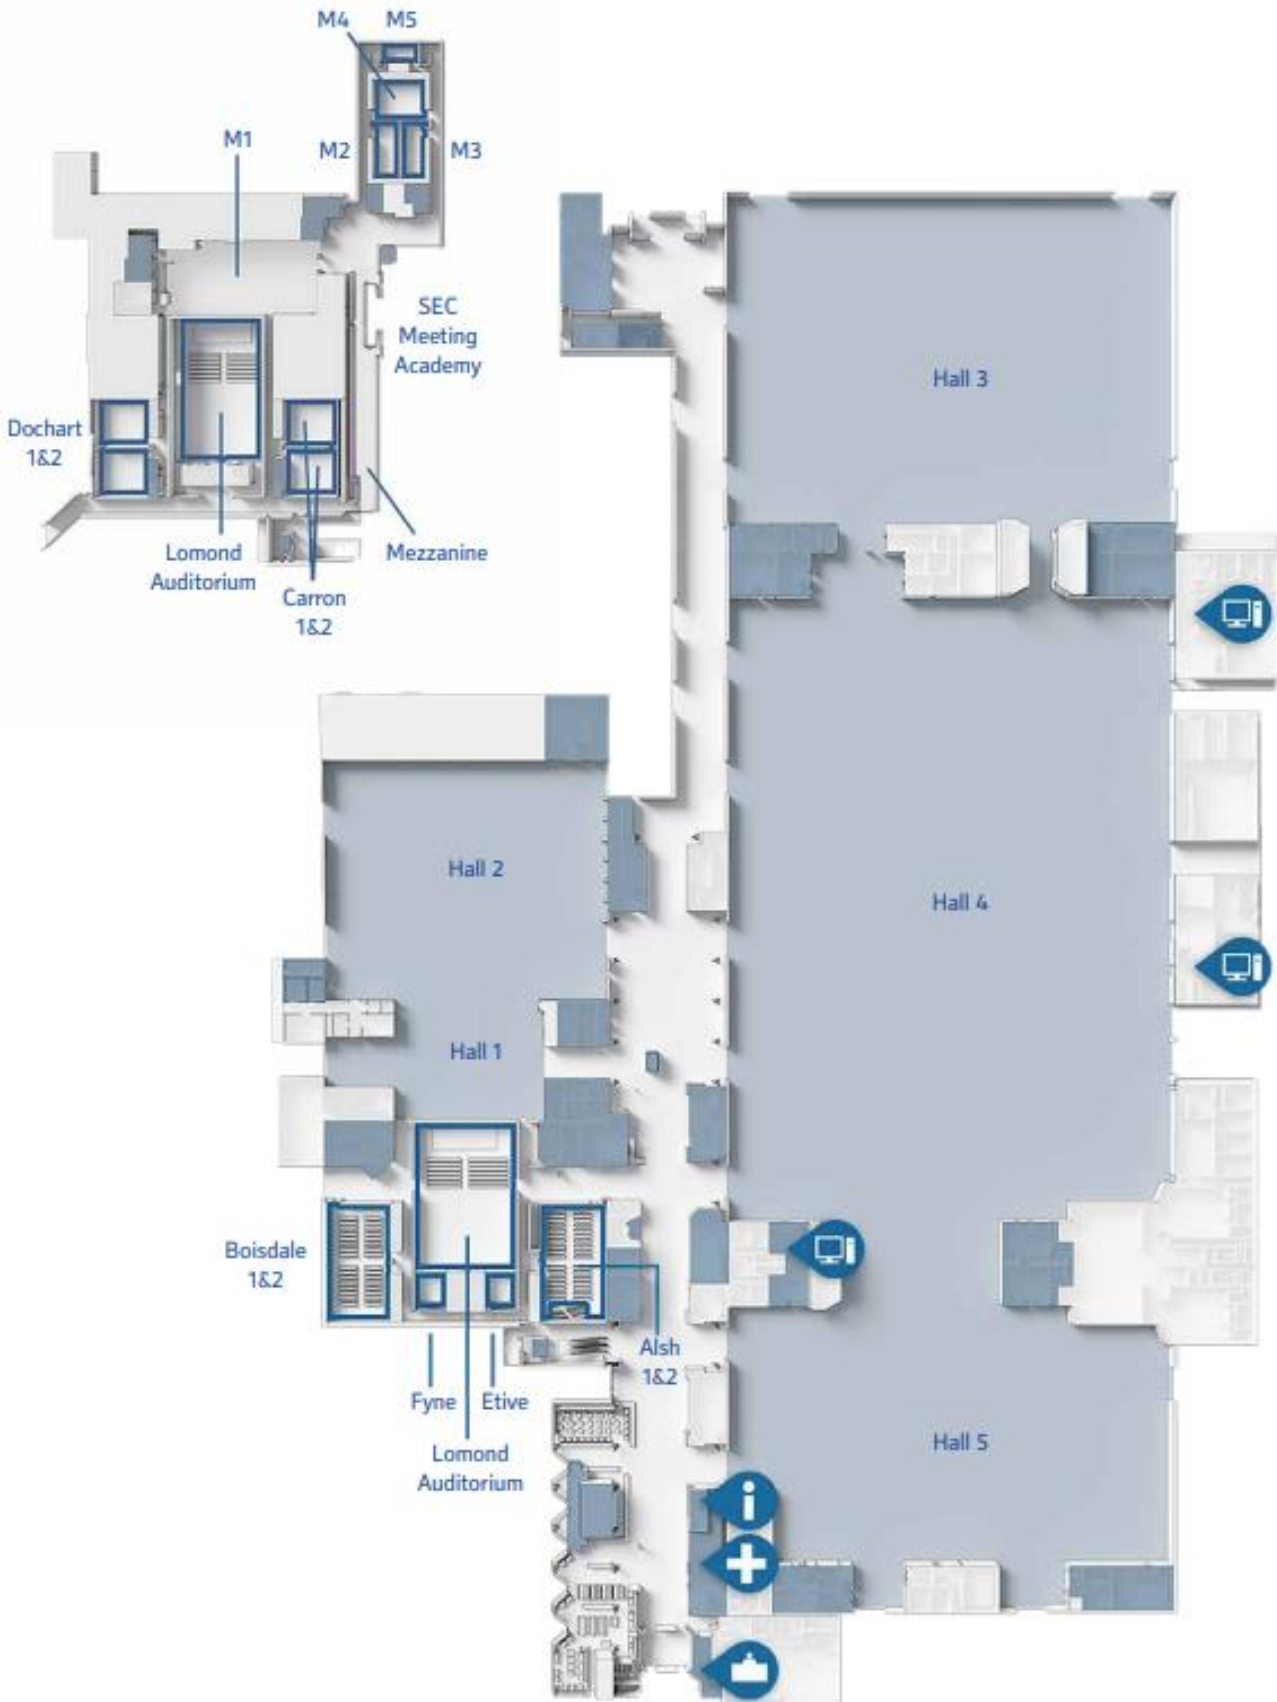 M4
M5
M1
M2
M3
SEC
Meeting
Academy
Dochart
1&2
Lomond
Auditorium
Carron
1&2
Mezzanine
Hall 3
Hall 2
Hall 4
Hall 1
Boisdale
1&2
Alsh
1&2
Fyne
Etive
Lomond
Auditorium
Hall 5
i